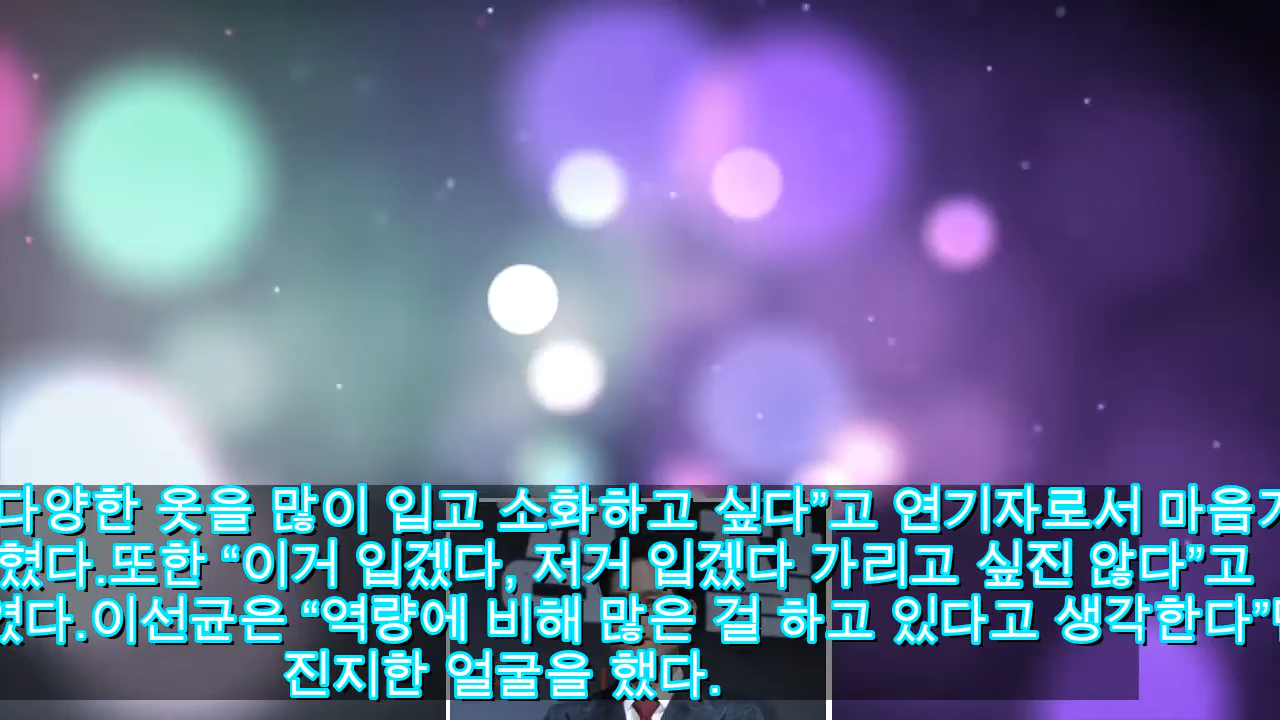 다양한 옷을 많이 입고 소화하고 싶다”고 연기자로서
혔다.또한 “이거 입겠다, 저거 입겠다 가리고 싶진 않다”고
였다.이선균은 “역량에 비해 많은 걸 하고 있다고 생각한다”
진지한 얼굴을 했다.